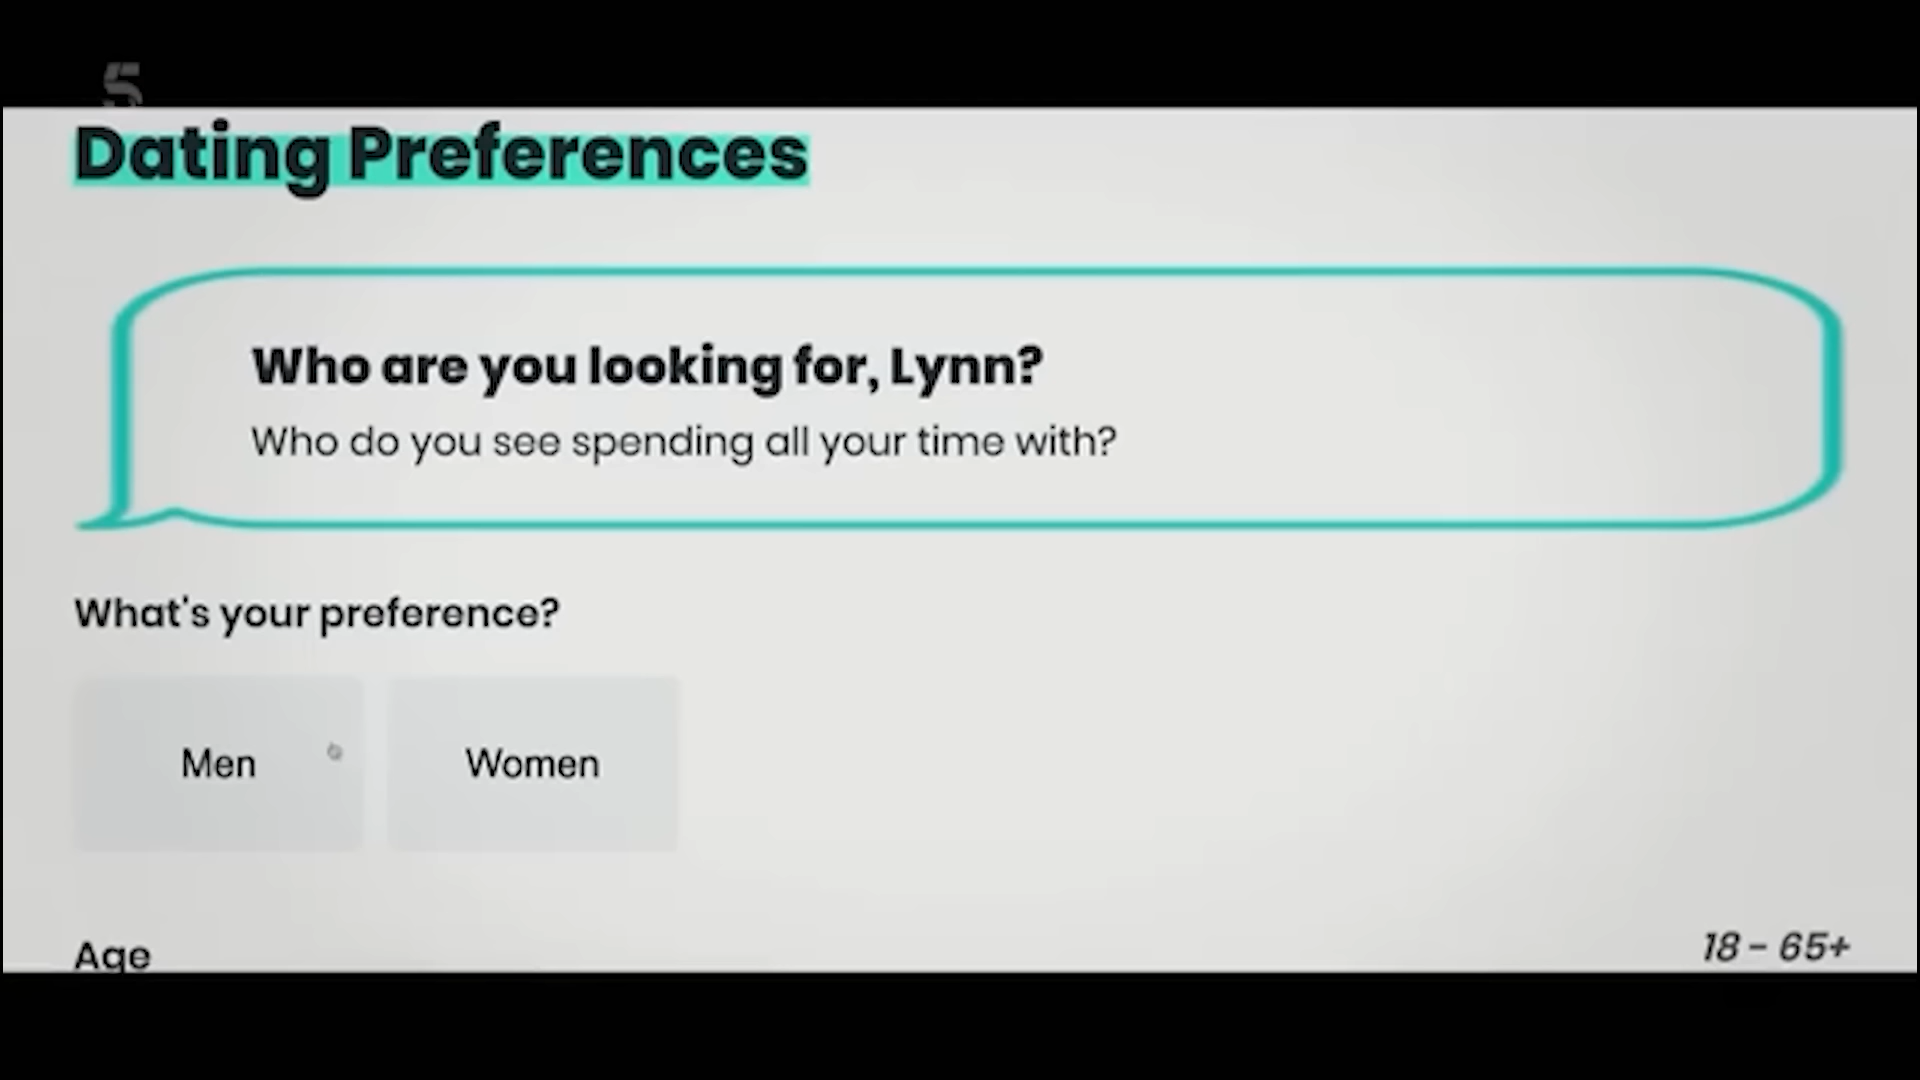 5
Dating Preferences
Who are you looking for, Lynn?
Who do you see spending all your time with?
What's your preference?
Men Women
Age 18 - 65+